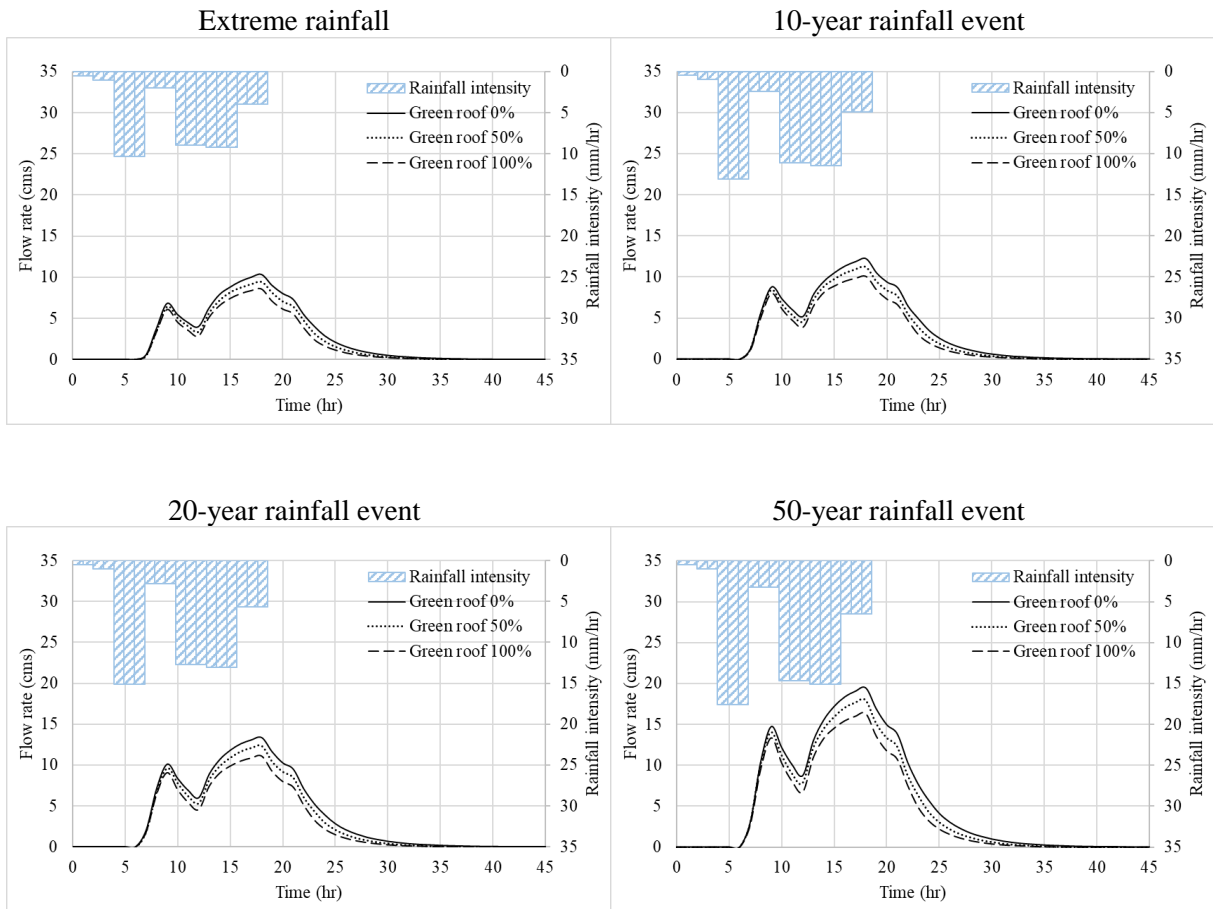 Extreme rainfall
35
30
25
20
15
10
5
0
Flow rate (cms)
0
5
10
15
20
25
30
35
Rainfall intensity (mm/hr)
Rainfall intensity
Green roof 0%
Green roof 50%
Green roof 100%
0 5 10 15 20 25 30 35 40 45
Time (hr)
10-year rainfall event
35
30
25
20
15
10
5
0
Flow rate (cms)
0
5
10
15
20
25
30
35
Rainfall intensity (mm/hr)
Rainfall intensity
Green roof 0%
Green roof 50%
Green roof 100%
0 5 10 15 20 25 30 35 40 45
Time (hr)
20-year rainfall event
35
30
25
20
15
10
5
0
Flow rate (cms)
0
5
10
15
20
25
30
35
Rainfall intensity (mm/hr)
Rainfall intensity
Green roof 0%
Green roof 50%
Green roof 100%
0 5 10 15 20 25 30 35 40 45
Time (hr)
50-year rainfall event
35
30
25
20
15
10
5
0
Flow rate (cms)
0
5
10
15
20
25
30
35
Rainfall intensity (mm/hr)
Rainfall intensity
Green roof 0%
Green roof 50%
Green roof 100%
0 5 10 15 20 25 30 35 40 45
Time (hr)